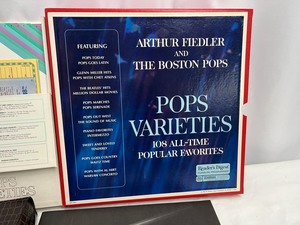 ARTHUR FIEDLER
AND
THE BOSTON POPS
POPS
VARIETIES
108 ALL-TIME
POPULAR FAVORITES
Reader's Digest
FEATURING
POPS TODAY
POPS GOES LATIN
GLENN MILLER HITS
POPS WITH CHET ATKINS
THE BEATLES' HITS
MILLION DOLLAR MOVIES
POPS MARCHES
POPS SERENADE
POPS OUT WEST
THE SOUND OF MUSIC
PIANO FAVORITES
INTERMEZZO
SWEET AND LOVELY
TENDERLY
POPS GOES COUNTRY
WALTZ TIME
POPS WITH AL HIRT
WARSAW CONCERTO